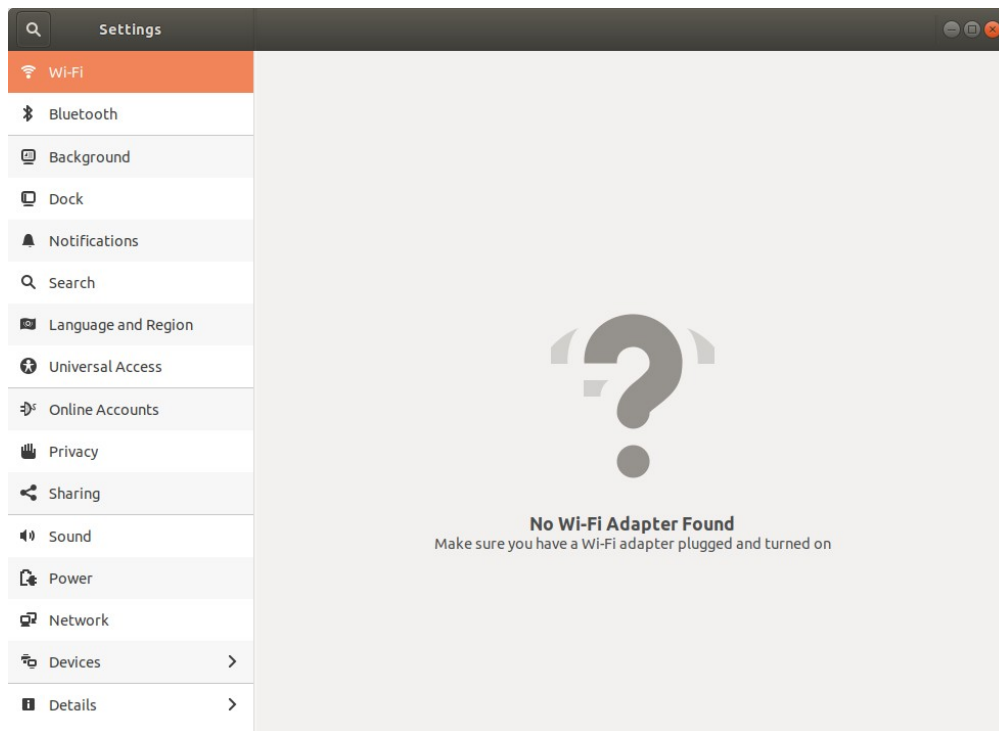 Settings
Wi-Fi
Bluetooth
Background
Dock
Notifications
Search
Language and Region
Universal Access
Online Accounts
Privacy
Sharing
Sound
Power
Network
Devices
Details
No Wi-Fi Adapter Found
Make sure you have a Wi-Fi adapter plugged and turned on